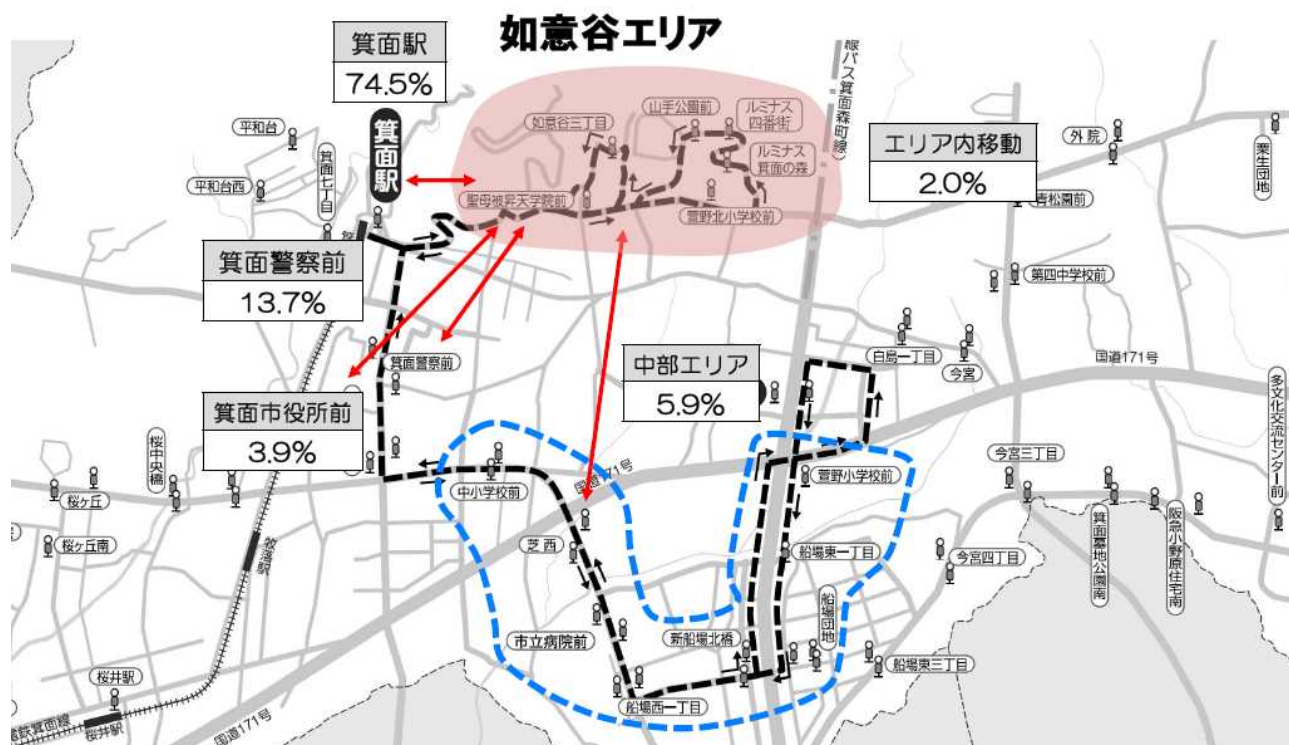 如意谷エリア
箕面駅
74.5%
箕面駅
平和台
平和台西
箕面七丁目
如意谷三丁目
山手公園前
ルミナス
四番街
ルミナス
箕面の森
聖母被昇天学院前
萱野北小学校前
線バス箕面森町線)
エリア内移動
2.0%
外院
粟生団地
青松園前
第四中学校前
箕面警察前
13.7%
箕面警察前
箕面市役所前
3.9%
中部エリア
5.9%
白島一丁目
今宮
国道171号
多文化交流センター前
桜中央橋
桜ヶ丘
桜ヶ丘南
牧落駅
中小学校前
国道171号
芝西
市立病院前
新船場北橋
船場西一丁目
萱野小学校前
船場東一丁目
船場団地
船場東三丁目
今宮三丁目
今宮四丁目
箕面墓地公園南
阪急小野原住宅南
桜井駅
電鉄箕面線
桜井駅
国道171号